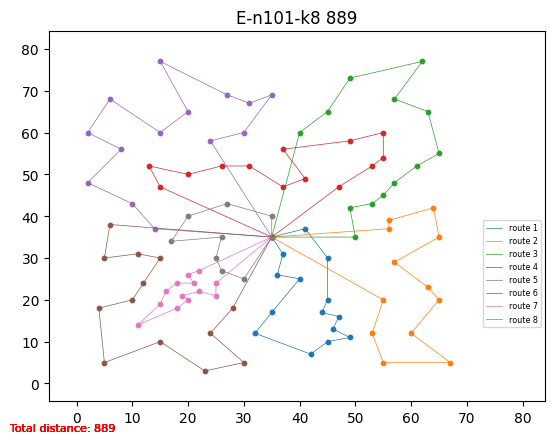 E-n101-k8 889
80
70
60
50
40
30
20
10
0
route 1
route 2
route 3
route 4
route 5
route 6
route 7
route 8
0 10 20 30 40 50 60 70 80
Total distance: 889